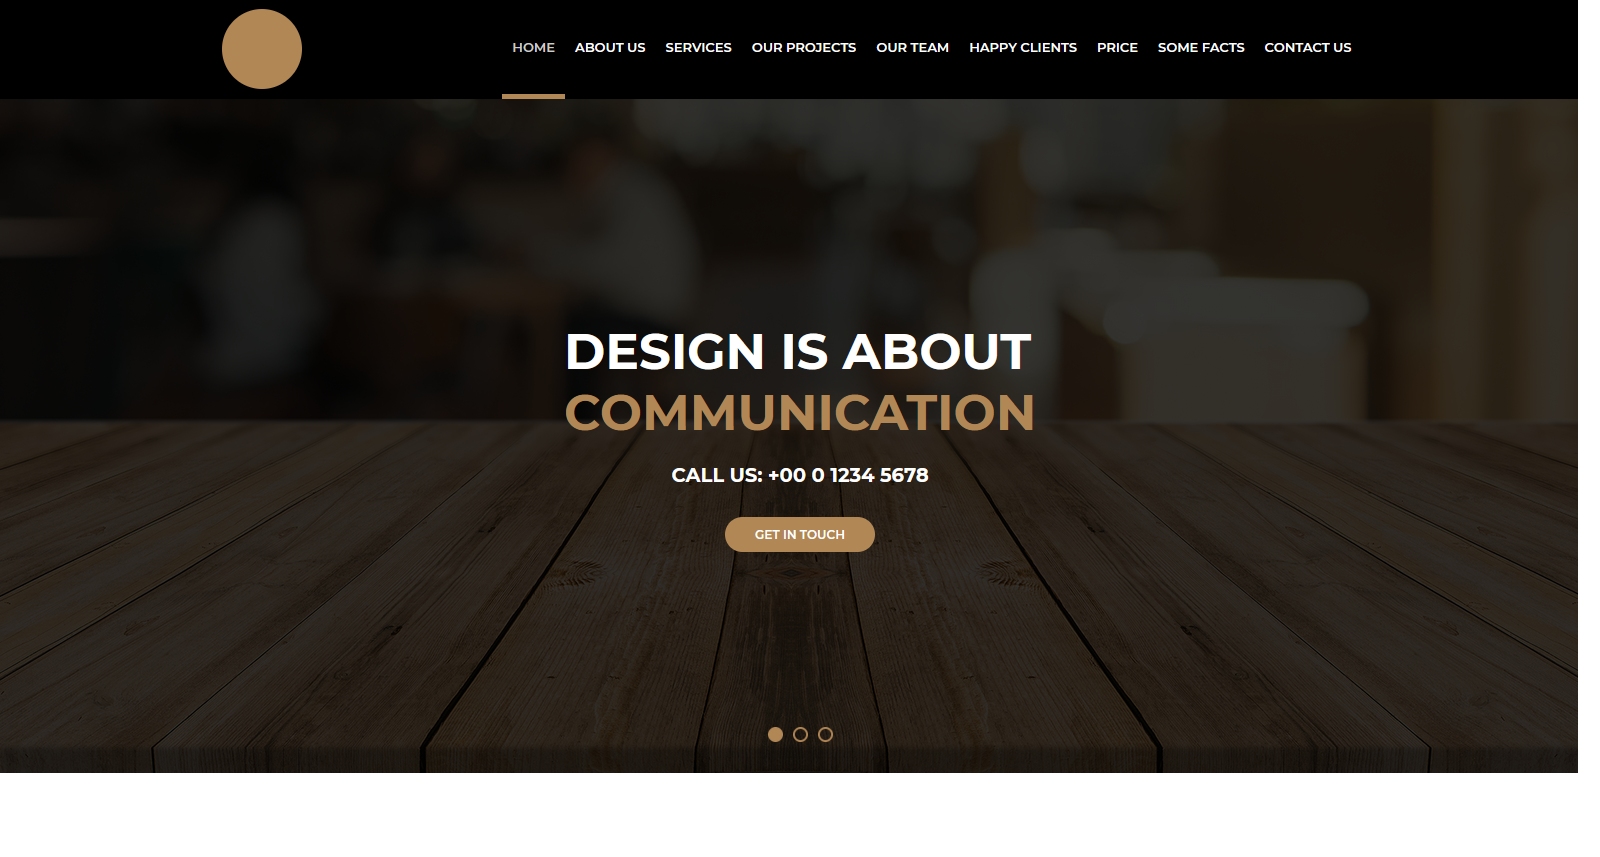 HOME ABOUT US SERVICES OUR PROJECTS OUR TEAM HAPPY CLIENTS PRICE SOME FACTS CONTACT US
DESIGN IS ABOUT
COMMUNICATION
CALL US: +00 0 1234 5678
GET IN TOUCH